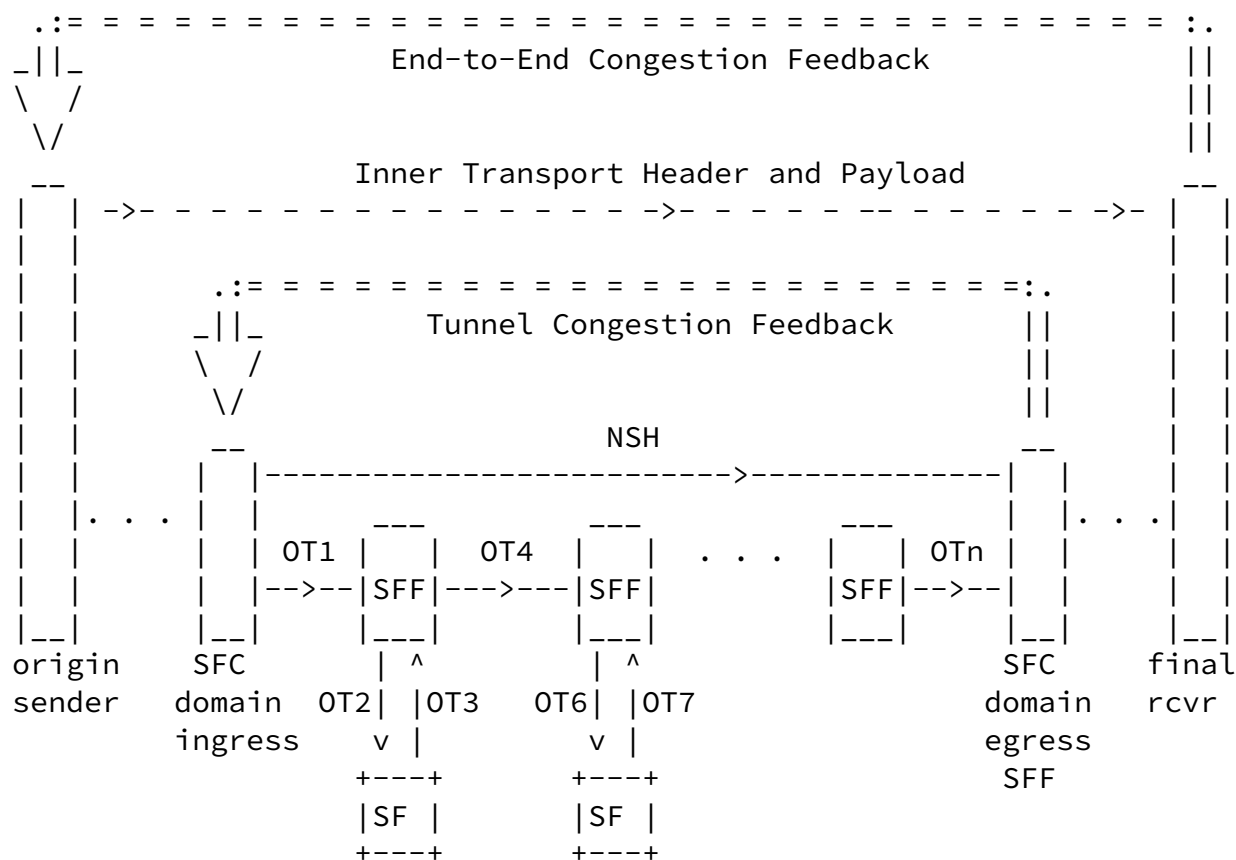 End-to-End Congestion Feedback
Inner Transport Header and Payload
Tunnel Congestion Feedback
NSH
OT1 OT4 . . . OTn
SFF SFF SFF
origin SFC SFC final
sender domain OT2 OT3 OT6 OT7 domain rcvr
ingress egress
SFF
SF SF